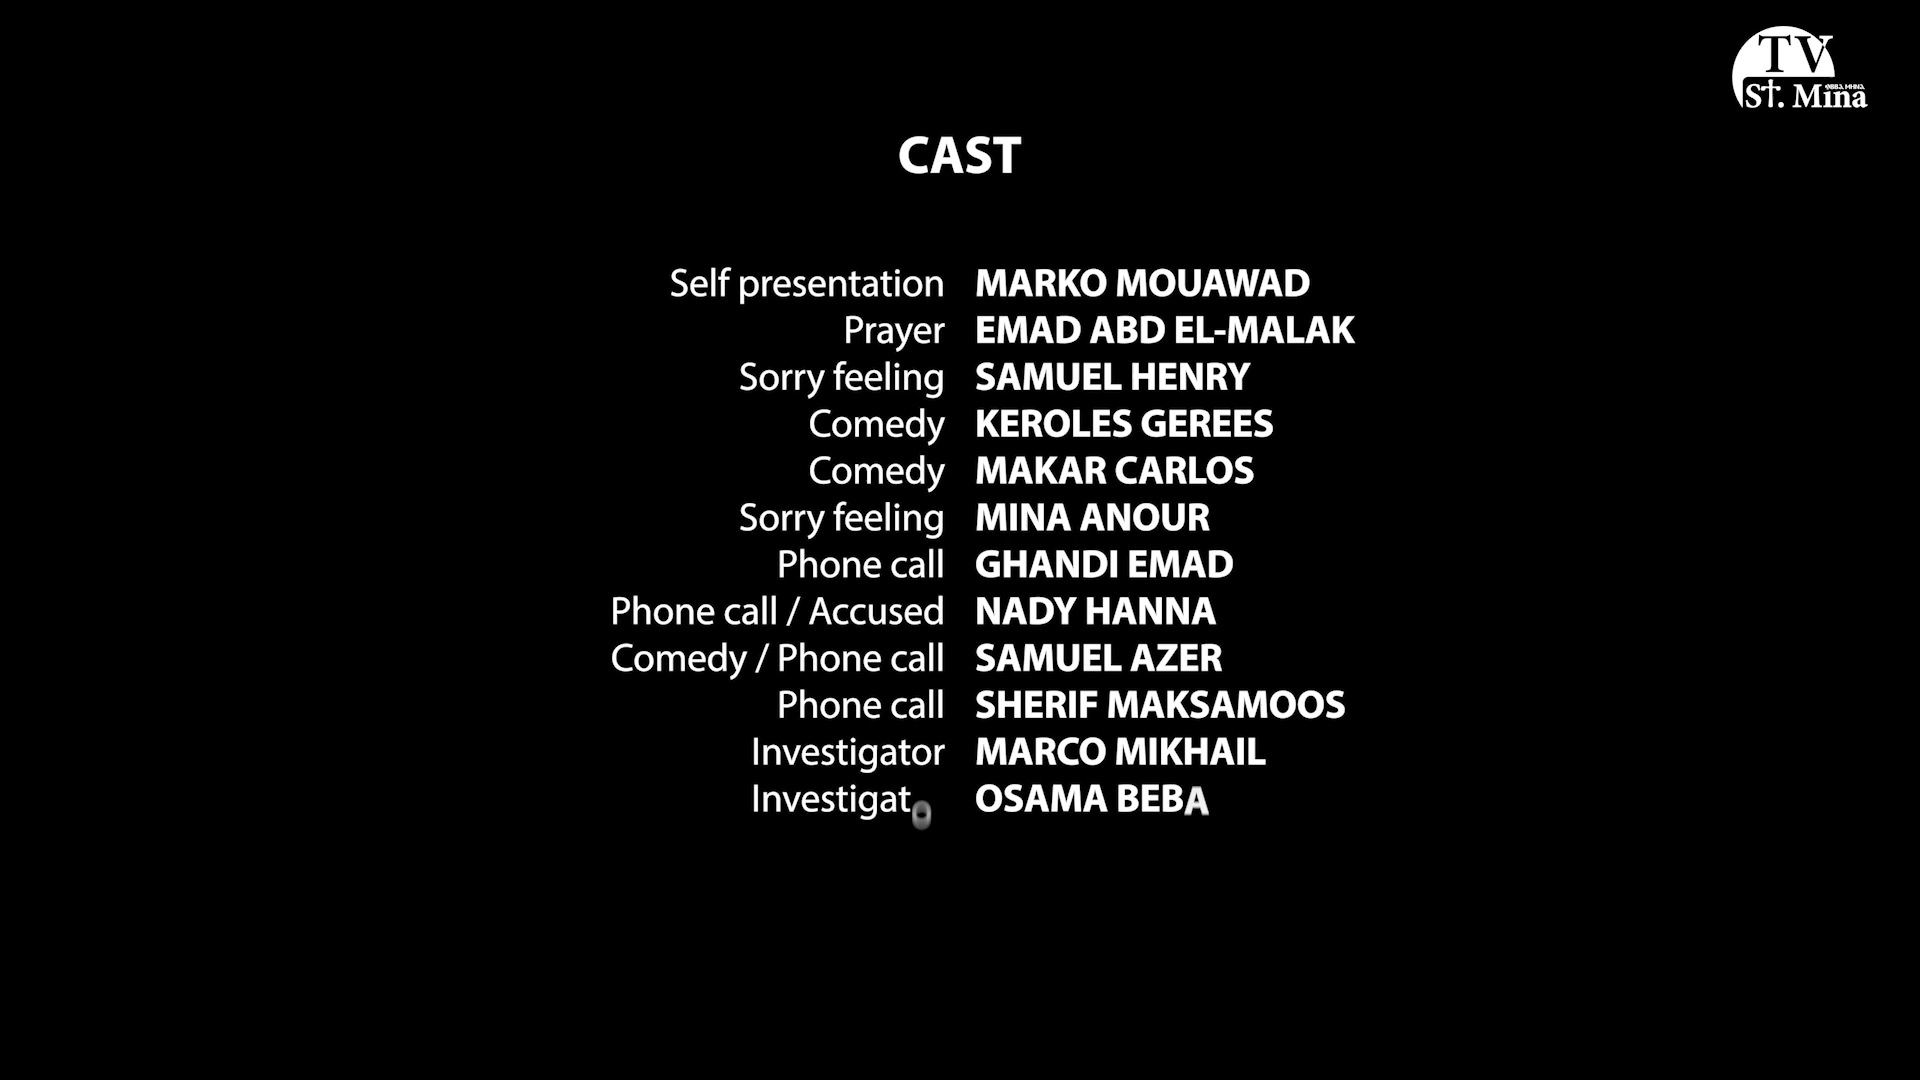 TV
St. Mina
CAST
Self presentation MARKO MOUAWAD
Prayer EMAD ABD EL-MALAK
Sorry feeling SAMUEL HENRY
Comedy KEROLES GEREES
Comedy MAKAR CARLOS
Sorry feeling MINA ANOUR
Phone call GHANDI EMAD
Phone call / Accused NADY HANNA
Comedy / Phone call SAMUEL AZER
Phone call SHERIF MAKSAMOOS
Investigator MARCO MIKHAIL
Investigato OSAMA BEBA